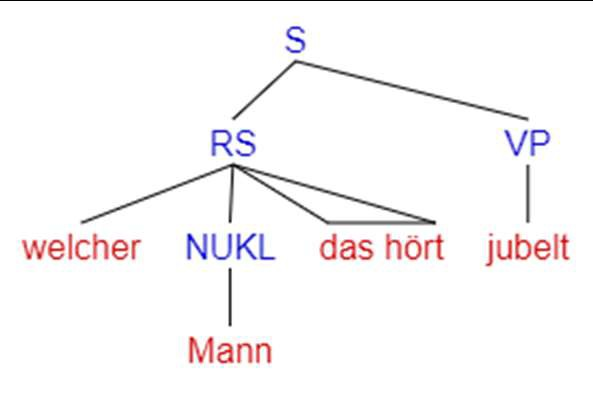 S
RS VP
welcher NUKL das hört jubelt
Mann